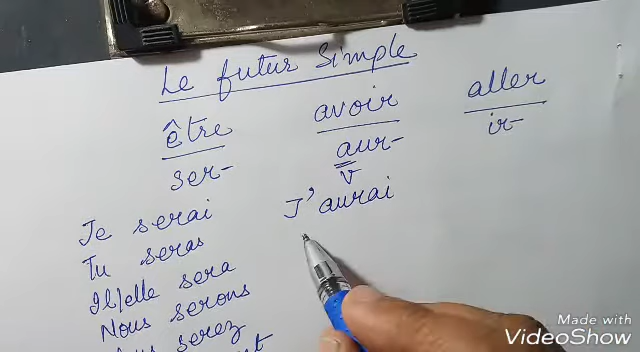 Le futur Simple
être avoir aller
ser- aur- ir-
v
Je serai J'aurai
Tu seras
Il/elle sera
Nous serons
serez
Made with
VideoShow